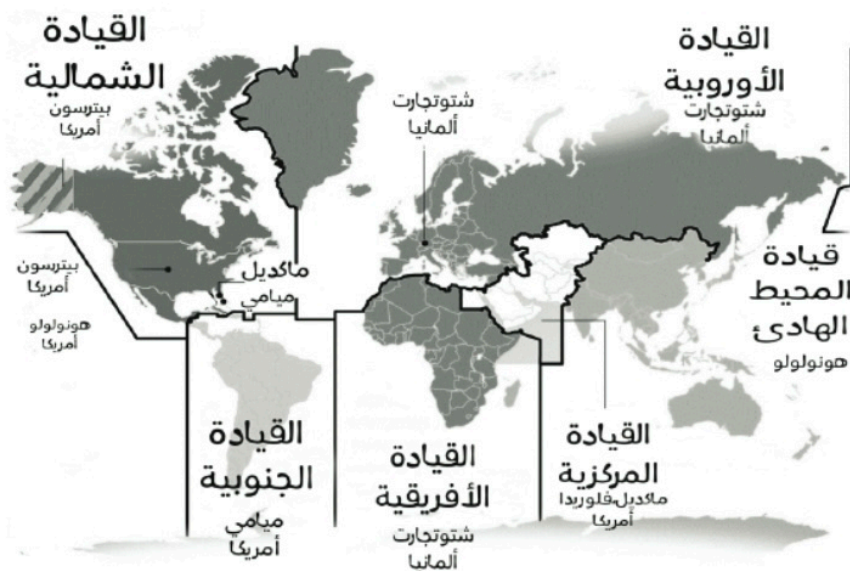 القيادة
الشمالية
بيترسون
أمريكا
شتوتجارت
ألمانيا
القيادة
الأوروبية
شتوتجارت
ألمانيا
بيترسون
أمريكا
هونولولو
أمريكا
ماكديل
ميامي
قيادة
المحيط
الهادئ
هونولولو
القيادة
الجنوبية
ميامي
أمريكا
القيادة
الأفريقية
شتوتجارت
ألمانيا
القيادة
المركزية
ماكديل،فلوريدا
أمريكا